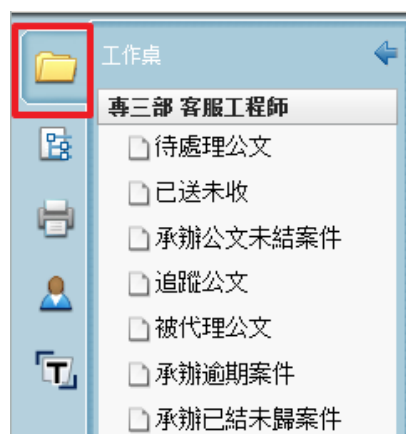 工作桌
專三部 客服工程師
待處理公文
已送未收
承辦公文未結案件
追蹤公文
被代理公文
T
承辦逾期案件
承辦已結未歸案件